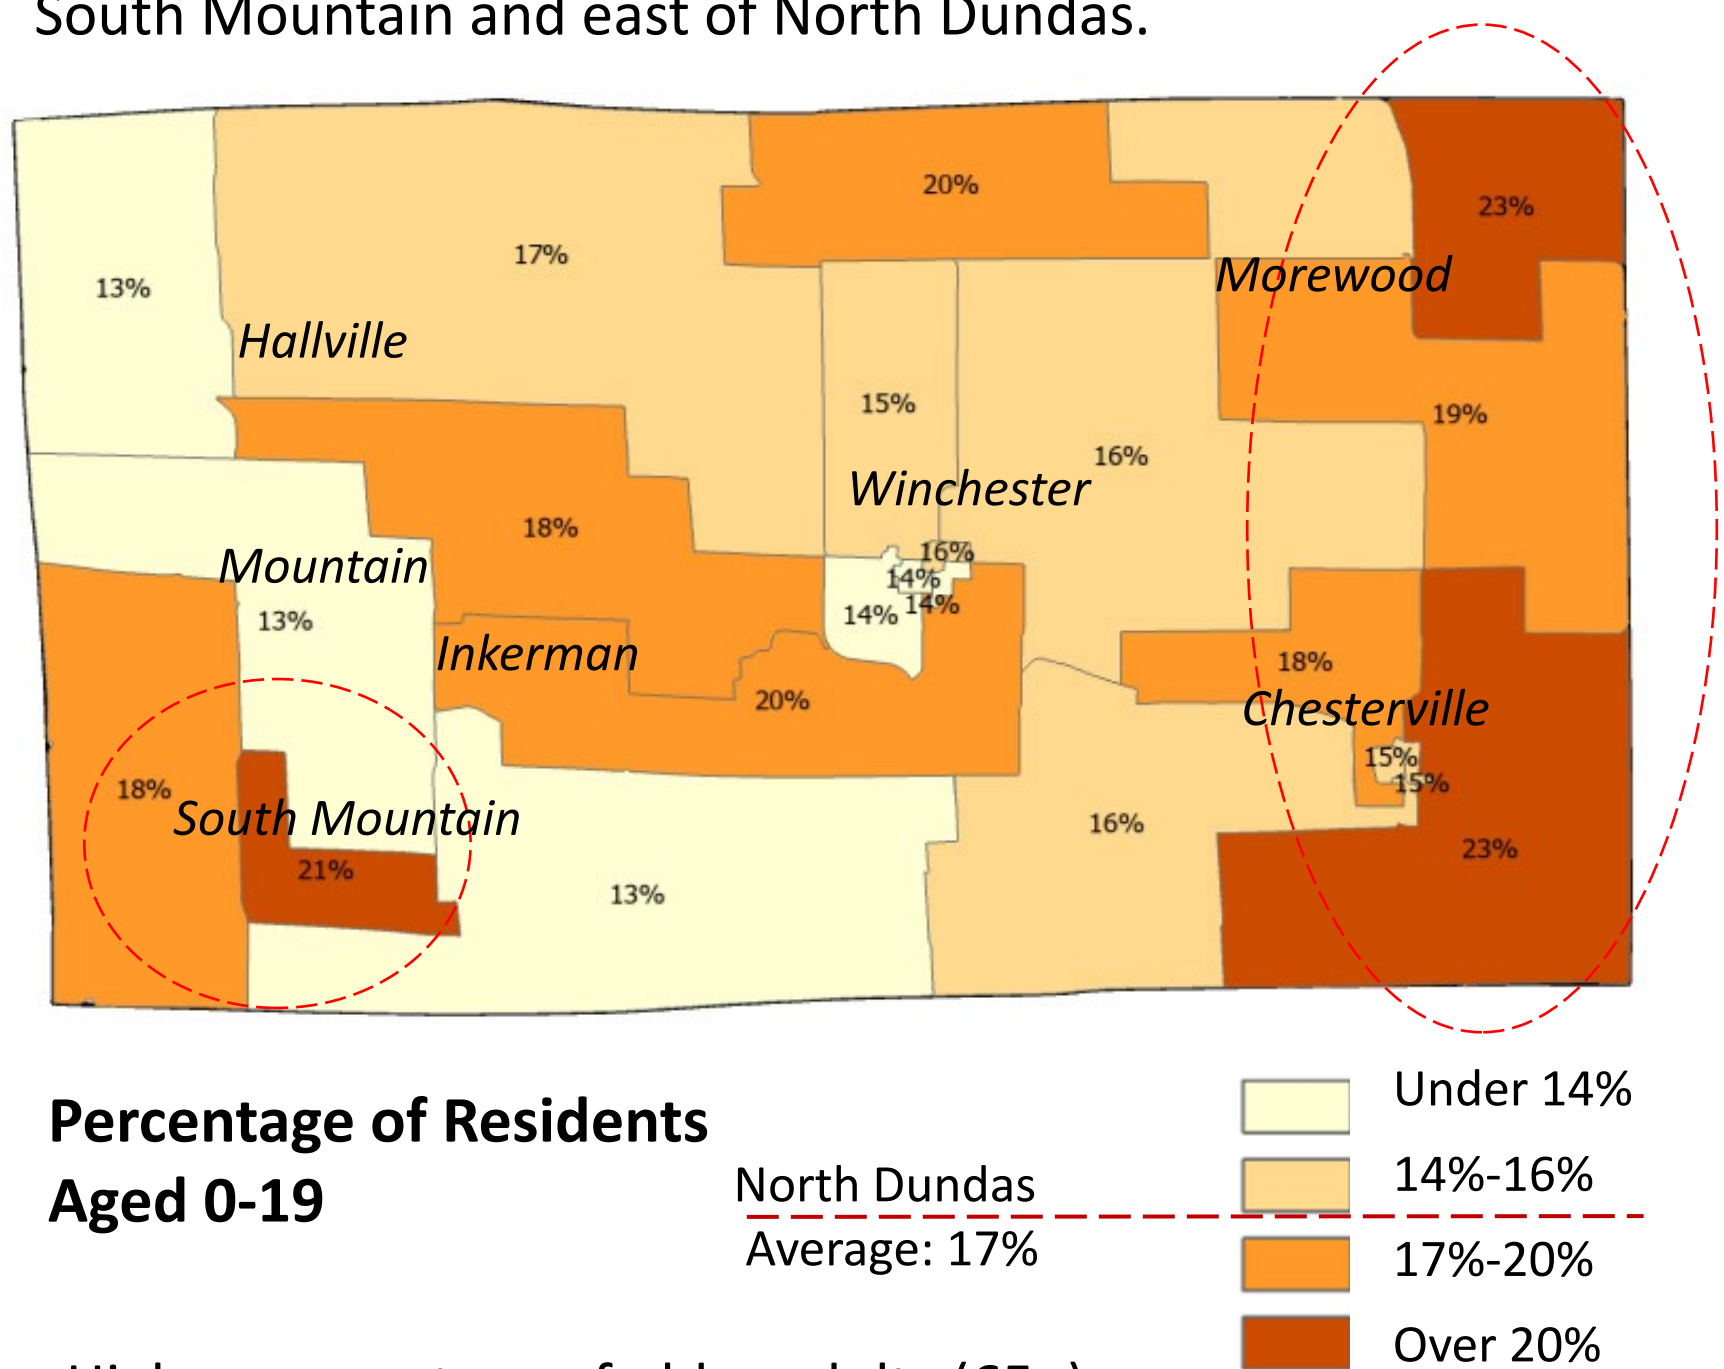 South Mountain and east of North Dundas.
20%
23%
17%
Morewood
13%
Hallville
15%
19%
16%
Winchester
18%
16%
Mountain
14%
14%
14%
13%
Inkerman
18%
20%
Chesterville
15%
15%
18%
South Mountain
16%
23%
21%
13%
Percentage of Residents
Aged 0-19
North Dundas
Average: 17%
Under 14%
14%-16%
17%-20%
Over 20%